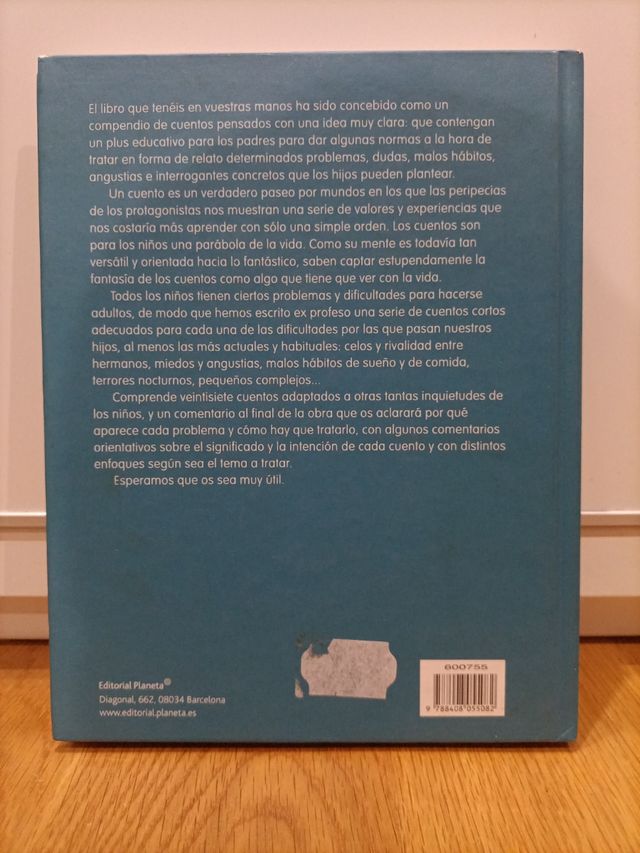 El libro que tenéis en vuestras manos ha sido concebido como un
compendio de cuentos pensados con una idea muy clara: que contengan
un plus educativo para los padres para dar algunas normas a la hora de
tratar en forma de relato determinados problemas, dudas, malos hábitos,
angustias e interrogantes concretos que los hijos pueden plantear.
Un cuento es un verdadero paseo por mundos en los que las peripecias
de los protagonistas nos muestran una serie de valores y experiencias que
nos costaría más aprender con sólo una simple orden. Los cuentos son
para los niños una parábola de la vida. Como su mente es todavía tan
versátil y orientada hacia lo fantástico, saben captar estupendamente la
fantasía de los cuentos como algo que tiene que ver con la vida.
Todos los niños tienen ciertos problemas y dificultades para hacerse
adultos, de modo que hemos escrito ex profeso una serie de cuentos cortos
adecuados para cada una de las dificultades por las que pasan nuestros
hijos, al menos las más actuales y habituales: celos y rivalidad entre
hermanos, miedos y angustias, malos hábitos de sueño y de comida,
terrores nocturnos, pequeños complejos...
Comprende veintisiete cuentos adaptados a otras tantas inquietudes de
los niños, y un comentario al final de la obra que os aclarará por qué
aparece cada problema y cómo hay que tratarlo, con algunos comentarios
orientativos sobre el significado y la intención de cada cuento y con distintos
enfoques según sea el tema a tratar.
Esperamos que os sea muy útil.
Editorial Planeta
Diagonal, 662, 08034 Barcelona
www.editorial.planeta.es
600755
9 788408 055082